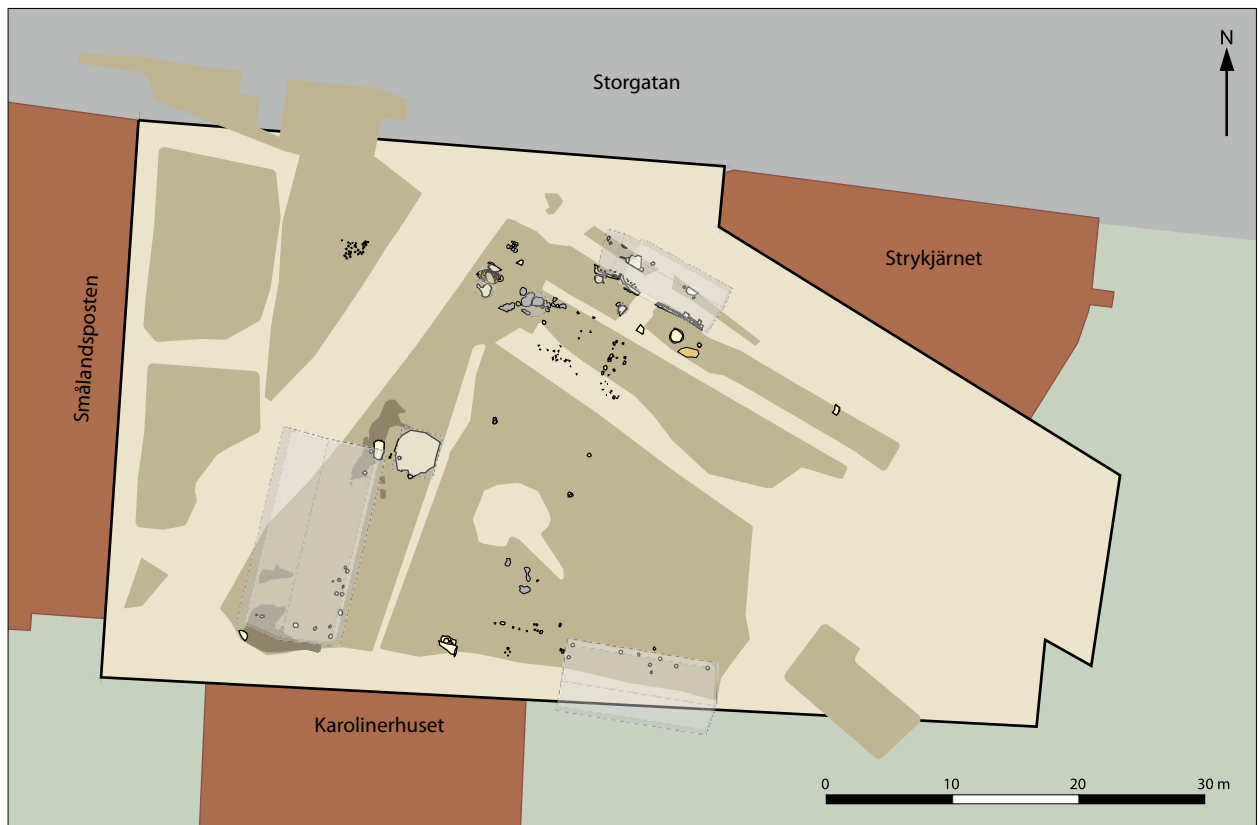 N
Storgatan
Strykjärnet
Smålandsposten
Karolinerhuset
0 10 20 30 m